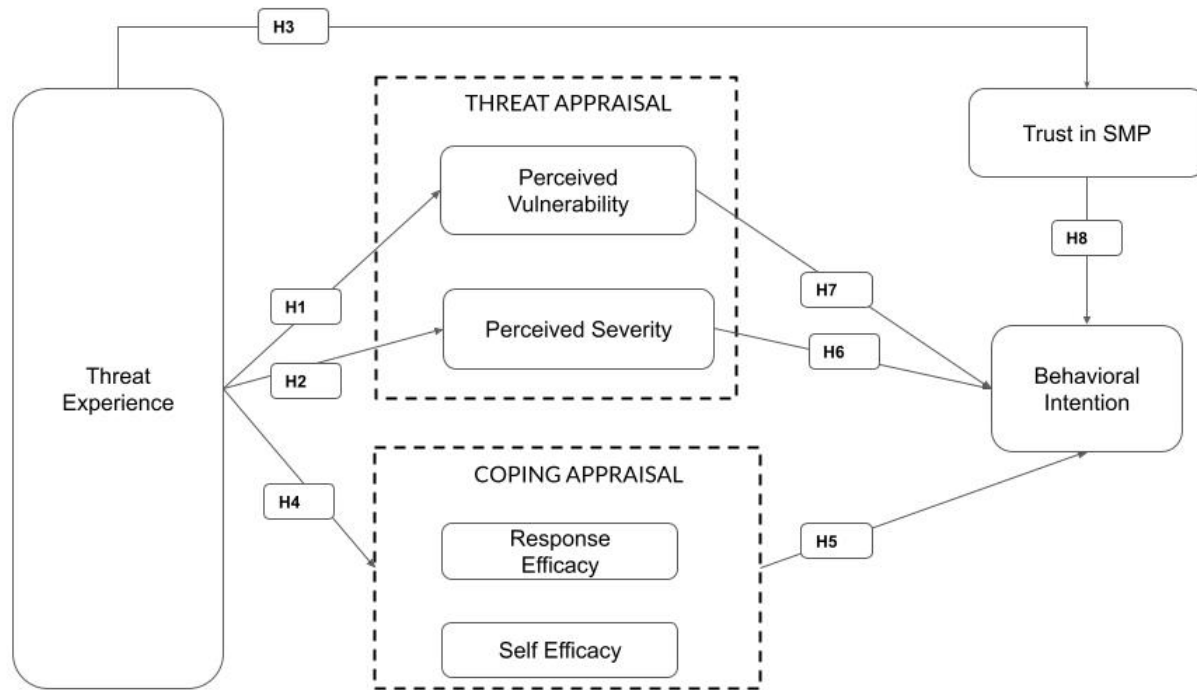 H3
THREAT APPRAISAL
Trust in SMP
Perceived
Vulnerability
H8
H1
H7
Perceived Severity
H6
H2
Threat
Experience
Behavioral
Intention
COPING APPRAISAL
H4
Response
Efficacy
H5
Self Efficacy